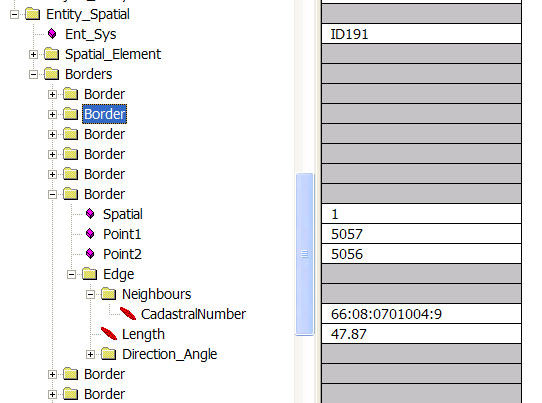 Entity_Spatial
Ent_Sys ID191
Spatial_Element
Borders
Border
Border
Border
Border
Border
Border
Spatial 1
Point1 5057
Point2 5056
Edge
Neighbours
CadastralNumber 66:08:0701004:9
Length 47.87
Direction_Angle
Border
Border